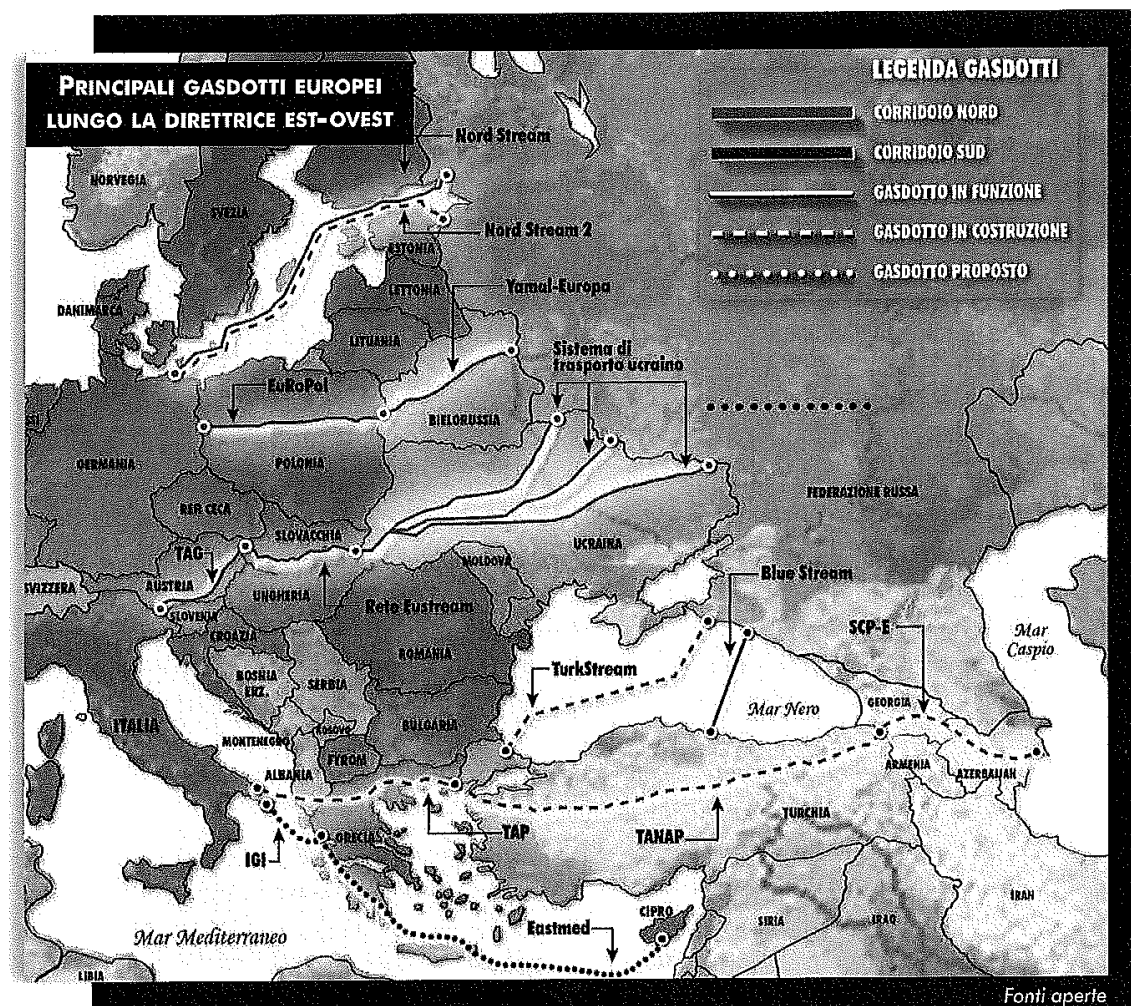 PRINCIPALI GASDOTTI EUROPEI
LUNGO LA DIRETTRICE EST-OVEST
LEGENDA GASDOTTI
CORRIDOIO NORD
CORRIDOIO SUD
GASDOTTO IN FUNZIONE
GASDOTTO IN COSTRUZIONE
GASDOTTO PROPOSTO
Nord Stream
NORVEGIA
SVEZIA
Nord Stream 2
ESTONIA
LETTONIA
Yamal-Europa
DANIMARCA
LITUANIA
Sistema di
trasporto ucraino
EuRoPol
BIELORUSSIA
GERMANIA
POLONIA
FEDERAZIONE RUSSA
REP. CECA
SLOVACCHIA
UCRAINA
TAG
MOLDOVA
SVIZZERA
AUSTRIA
UNGHERIA
Blue Stream
SLOVENIA
Rete Eustream
CROAZIA
SCP-E
Mar
Caspio
ROMANIA
BOSNIA
ERZ.
SERBIA
TurkStream
ITALIA
Mar Nero
GEORGIA
BULGARIA
MONTENEGRO
KOSOVO
FYROM
ALBANIA
ARMENIA
AZERBAIJAN
TURCHIA
TAP
TANAP
GRECIA
IGI
IRAN
CIPRO
SIRIA
IRAQ
Eastmed
Mar Mediterraneo
LIBIA
Fonti aperte